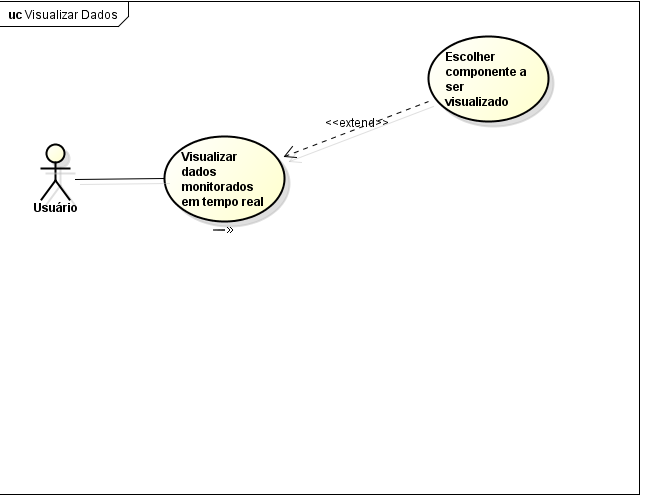 uc Visualizar Dados
Escolher
componente a
ser
visualizado
<<extend>>
Visualizar
dados
monitorados
em tempo real
Usuário